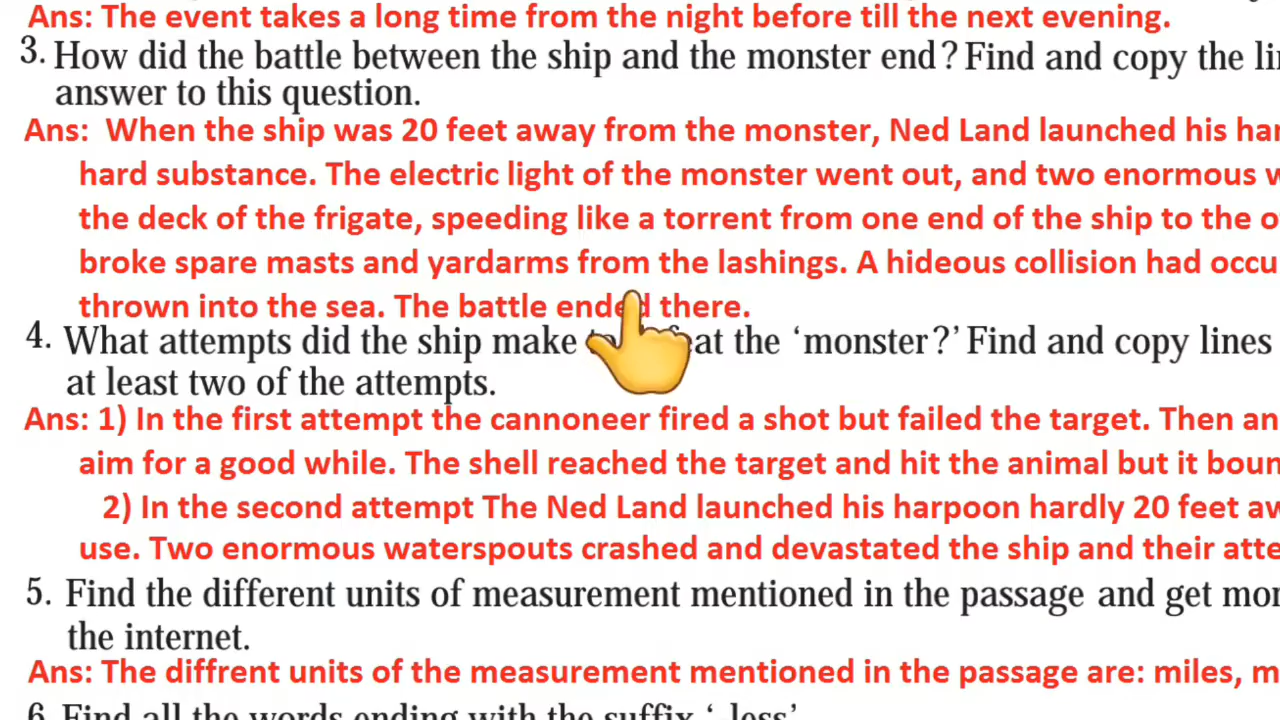 Ans: The event takes a long time from the night before till the next evening.
3. How did the battle between the ship and the monster end? Find and copy the
answer to this question.
Ans: When the ship was 20 feet away from the monster, Ned Land launched his
hard substance. The electric light of the monster went out, and two enormous
the deck of the frigate, speeding like a torrent from one end of the ship to the
broke spare masts and yardarms from the lashings. A hideous collision had
thrown into the sea. The battle ended there.
4. What attempts did the ship make the 'monster?' Find and copy lines
at least two of the attempts.
Ans: 1) In the first attempt the cannoneer fired a shot but failed the target. Then
aim for a good while. The shell reached the target and hit the animal but it
2) In the second attempt The Ned Land launched his harpoon hardly 20 feet
use. Two enormous waterspouts crashed and devastated the ship and their
5. Find the different units of measurement mentioned in the passage and get
the internet.
Ans: The diffrent units of the measurement mentioned in the passage are: miles,
6. Find all the words ending with the suffix '-less'